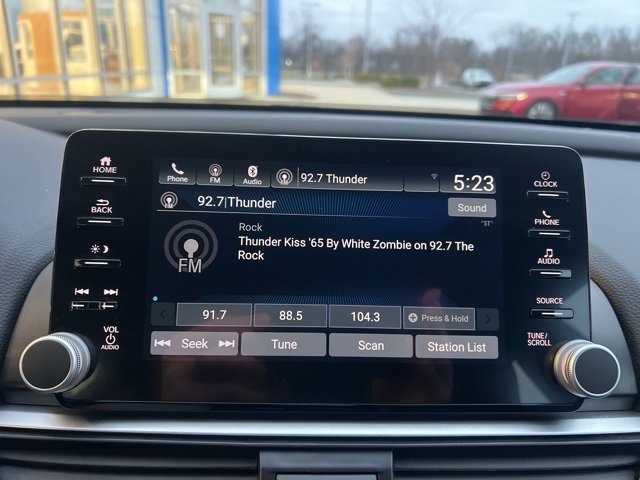 HOME
Phone
FM
Audio
92.7 Thunder
5:23
CLOCK
92.7|Thunder
Sound
BACK
Rock
"ST"
PHONE
Thunder Kiss '65 By White Zombie on 92.7 The
Rock
FM
AUDIO
91.7
88.5
104.3
Press & Hold
SOURCE
VOL
AUDIO
Seek
Tune
Scan
Station List
TUNE/
SCROLL